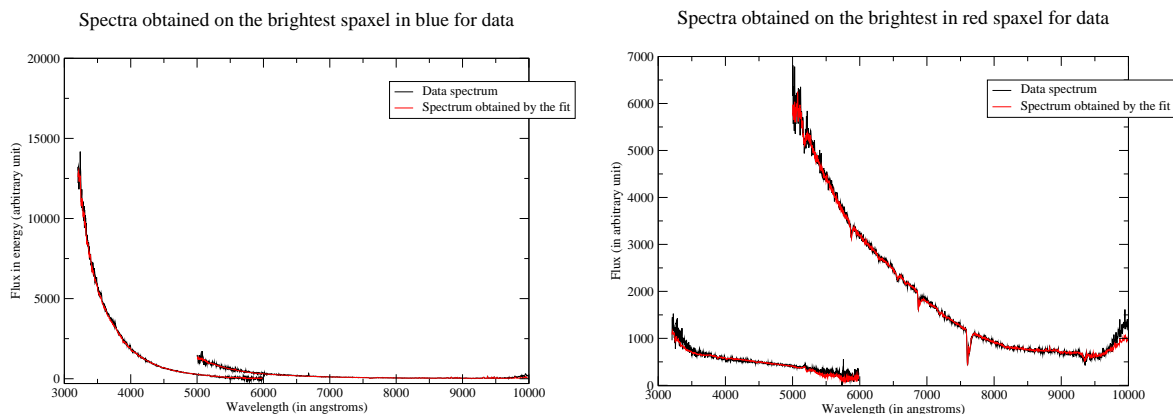 Spectra obtained on the brightest spaxel in blue for data
20000
15000
10000
5000
0
Flux in energy (arbitrary unit)
3000 4000 5000 6000 7000 8000 9000 10000
Wavelength (in angstroms)
Data spectrum
Spectrum obtained by the fit
Spectra obtained on the brightest in red spaxel for data
7000
6000
5000
4000
3000
2000
1000
0
Flux (in arbitrary unit)
3000 4000 5000 6000 7000 8000 9000 10000
Wavelength (in angstroms)
Data spectrum
Spectrum obtained by the fit